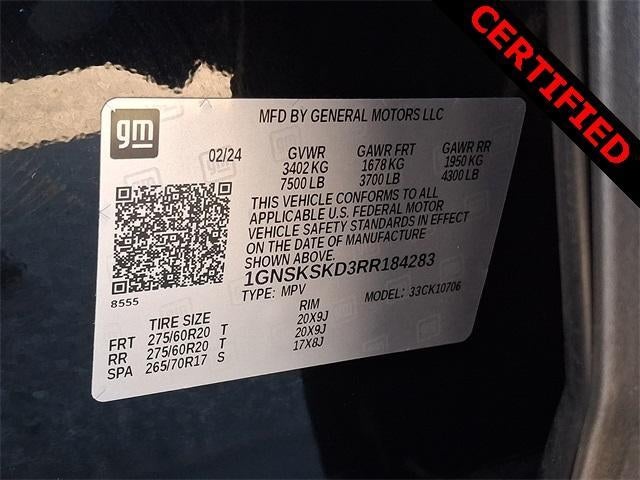 CERTIFIED
gm
MFD BY GENERAL MOTORS LLC
02/24 GVWR GAWR FRT GAWR RR
3402 KG 1678 KG 1950 KG
7500 LB 3700 LB 4300 LB
THIS VEHICLE CONFORMS TO ALL
APPLICABLE U.S. FEDERAL MOTOR
VEHICLE SAFETY STANDARDS IN EFFECT
ON THE DATE OF MANUFACTURE
SHOWN ABOVE.
1GNSKSKD3RR184283
8555
TYPE: MPV MODEL: 33CK10706
TIRE SIZE RIM
FRT 275/60R20 T 20X9J
RR 275/60R20 T 20X9J
SPA 265/70R17 S 17X8J